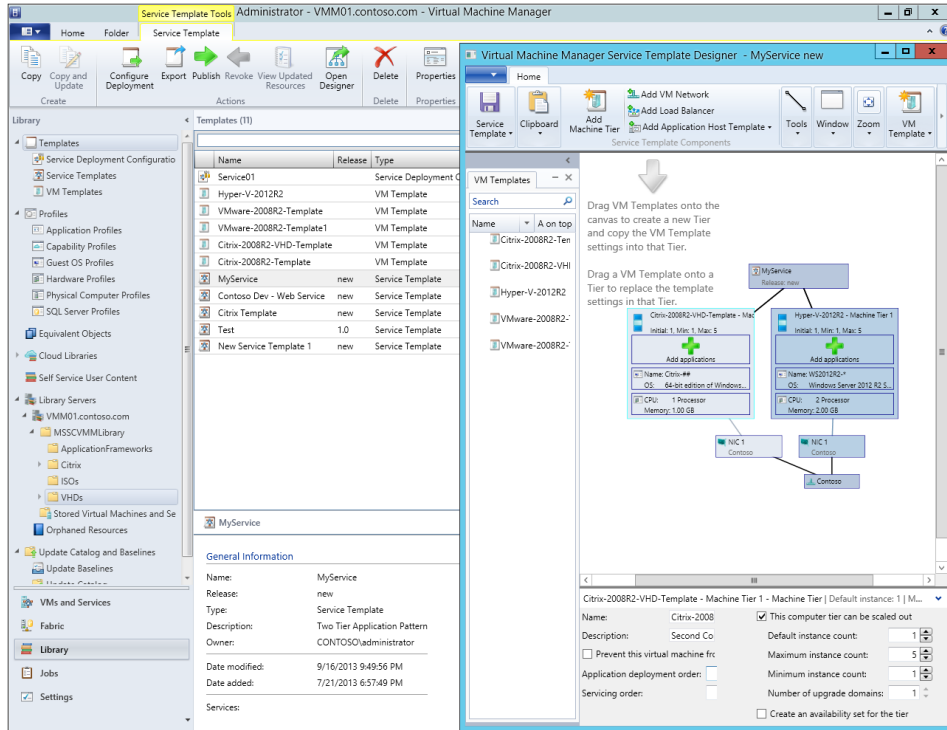 Service Template Tools Administrator - VMM01.contoso.com - Virtual Machine Manager
Home Folder Service Template
Copy Copy and Update Configure Deployment Export Publish Revoke View Updated Resources Open Designer Delete Properties
Create Actions Delete Properties
Library
Templates
Service Deployment Configuratio
Service Templates
VM Templates
Profiles
Application Profiles
Capability Profiles
Guest OS Profiles
Hardware Profiles
Physical Computer Profiles
SQL Server Profiles
Equivalent Objects
Cloud Libraries
Self Service User Content
Library Servers
VMM01.contoso.com
MSSCVMMLibrary
ApplicationFrameworks
Citrix
ISOs
VHDs
Stored Virtual Machines and Se
Orphaned Resources
Update Catalog and Baselines
Update Baselines
VMs and Services
Fabric
Library
Jobs
Settings
Templates (11)
Name Release Type
Service01 Service Deployment C
Hyper-V-2012R2 VM Template
VMware-2008R2-Template VM Template
VMware-2008R2-Template1 VM Template
Citrix-2008R2-VHD-Template VM Template
Citrix-2008R2-Template VM Template
MyService new Service Template
Contoso Dev - Web Service new Service Template
Citrix Template new Service Template
Test 1.0 Service Template
New Service Template 1 new Service Template
MyService
General Information
Name: MyService
Release: new
Type: Service Template
Description: Two Tier Application Pattern
Owner: CONTOSO\administrator
Date modified: 9/16/2013 9:49:56 PM
Date added: 7/21/2013 6:57:49 PM
Services:
Virtual Machine Manager Service Template Designer - MyService new
Home
Service Template Clipboard Add Machine Tier Add VM Network
Add Load Balancer
Add Application Host Template
Tools Window Zoom VM Template
Service Template Components
VM Templates
Search
Name A on top
Citrix-2008R2-Ten
Citrix-2008R2-VHI
Hyper-V-2012R2
VMware-2008R2-
VMware-2008R2-
Drag VM Templates onto the
canvas to create a new Tier
and copy the VM Template
settings into that Tier.
Drag a VM Template onto a
Tier to replace the template
settings in that Tier.
MyService
Release: new
Citrix-2008R2-VHD-Template - Mac
Initial: 1, Min: 1, Max: 5
Add applications
Name: Citrix-##
OS: 64-bit edition of Windows...
CPU: 1 Processor
Memory: 1.00 GB
Hyper-V-2012R2 - Machine Tier 1
Initial: 1, Min: 1, Max: 5
Add applications
Name: WS2012R2-*
OS: Windows Server 2012 R2 S...
CPU: 2 Processor
Memory: 2.00 GB
NIC 1
Contoso
NIC 1
Contoso
Contoso
Citrix-2008R2-VHD-Template - Machine Tier 1 - Machine Tier | Default instance: 1 | M...
Name: Citrix-2008
Description: Second Co
Prevent this virtual machine frc
Application deployment order:
Servicing order:
This computer tier can be scaled out
Default instance count: 1
Maximum instance count: 5
Minimum instance count: 1
Number of upgrade domains: 1
Create an availability set for the tier